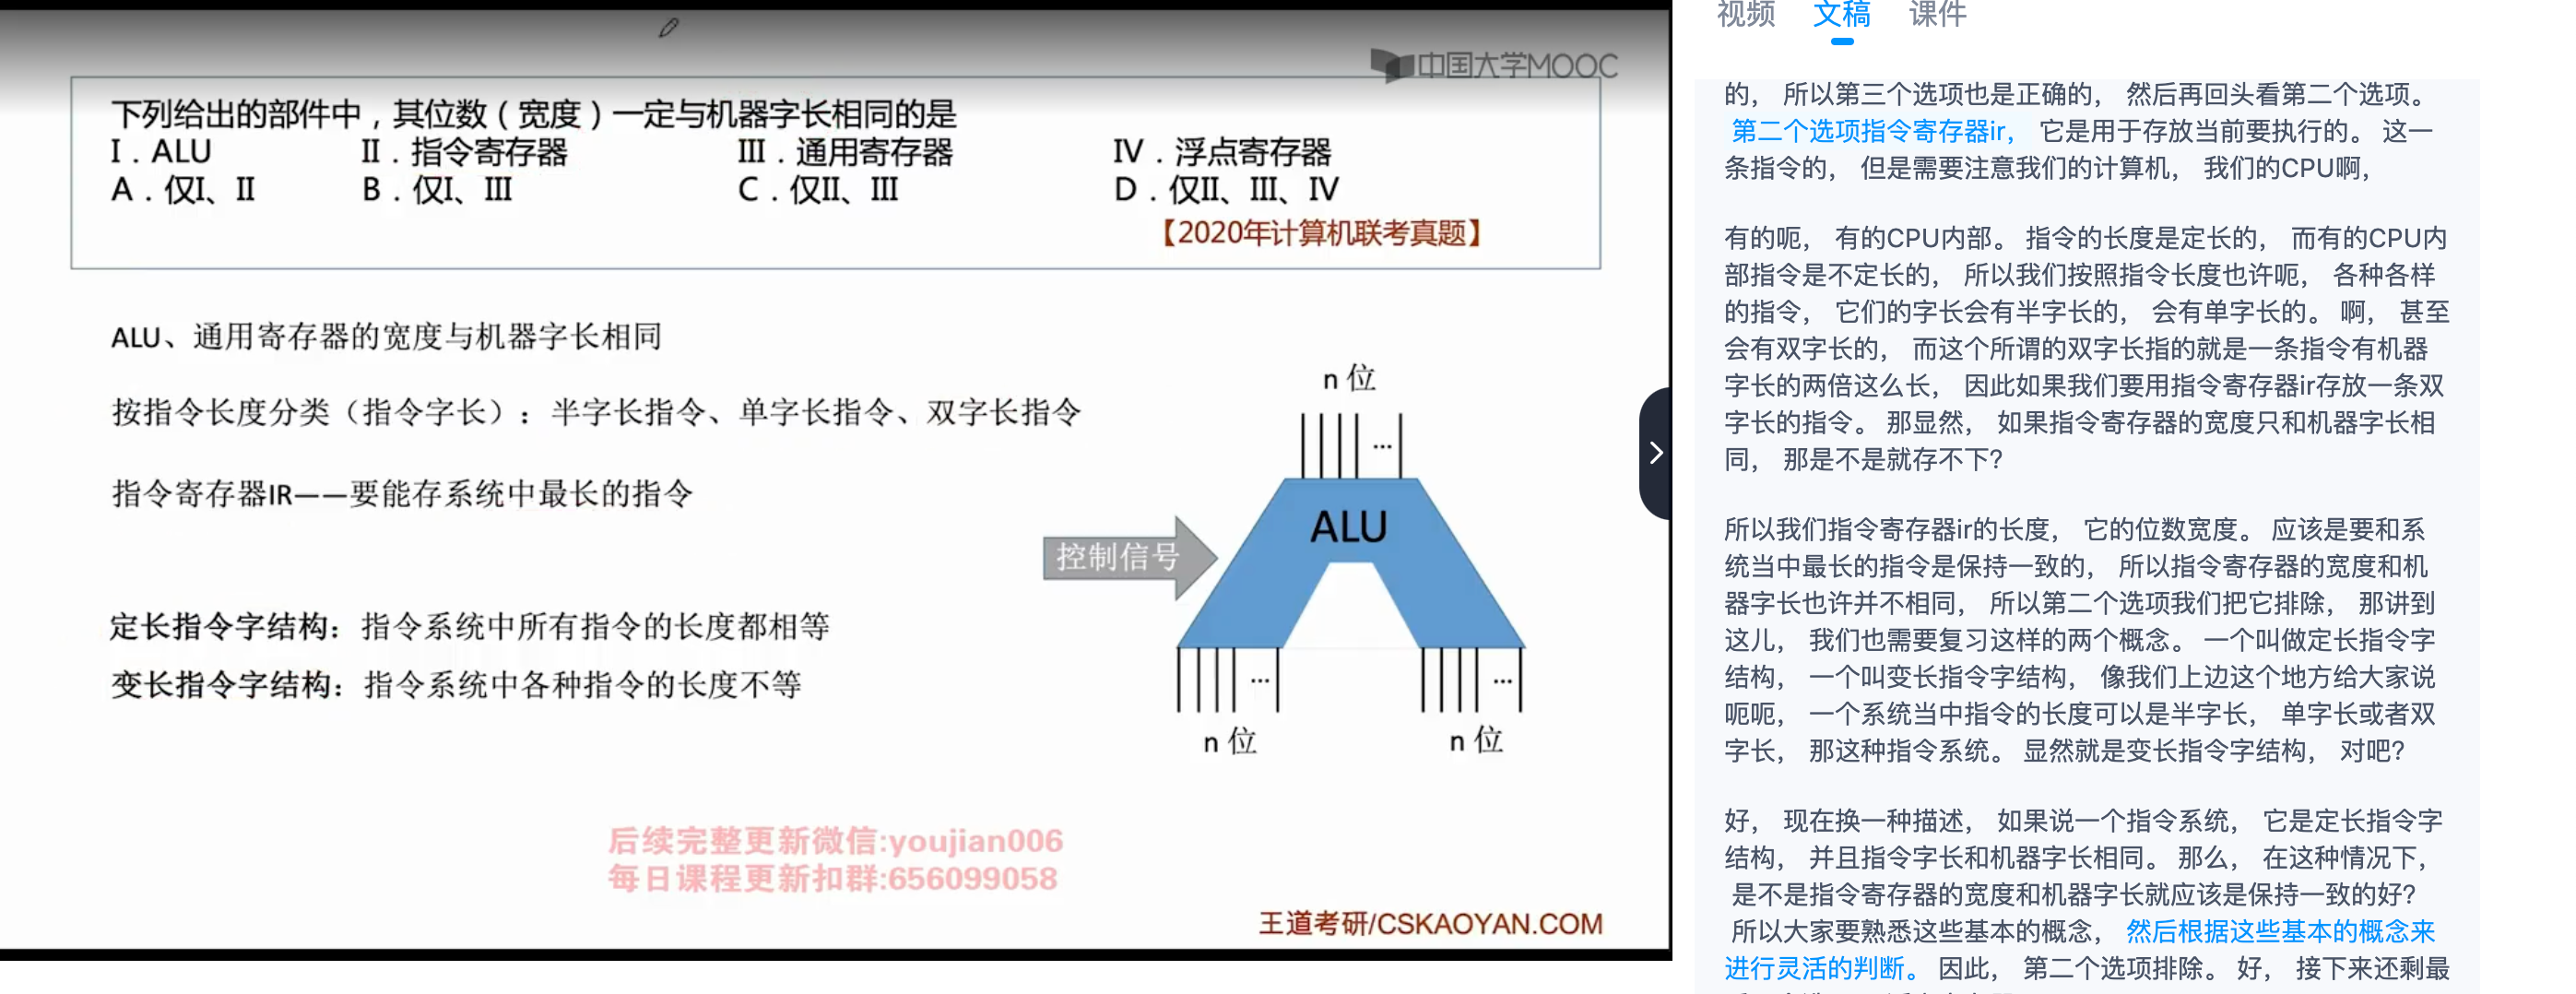 中国大学MOOC
下列给出的部件中，其位数（宽度）一定与机器字长相同的是
I．ALU II．指令寄存器 III．通用寄存器 IV．浮点寄存器
A．仅I、II B．仅I、III C．仅II、III D．仅II、III、IV
【2020年计算机联考真题】
ALU、通用寄存器的宽度与机器字长相同
按指令长度分类（指令字长）：半字长指令、单字长指令、双字长指令
指令寄存器IR——要能存系统中最长的指令
定长指令字结构：指令系统中所有指令的长度都相等
变长指令字结构：指令系统中各种指令的长度不等
n 位
...
ALU
控制信号
... ...
n 位 n 位
后续完整更新微信:youjian006
每日课程更新扣群:656099058
王道考研/CSKAOYAN.COM
视频 文稿 课件
的， 所以第三个选项也是正确的， 然后再回头看第二个选项。
第二个选项指令寄存器ir， 它是用于存放当前要执行的。 这一
条指令的， 但是需要注意我们的计算机， 我们的CPU啊，
有的呃， 有的CPU内部。 指令的长度是定长的， 而有的CPU内
部指令是不定长的， 所以我们按照指令长度也许呃， 各种各样
的指令， 它们的字长会有半字长的， 会有单字长的。 啊， 甚至
会有双字长的， 而这个所谓的双字长指的就是一条指令有机器
字长的两倍这么长， 因此如果我们要用指令寄存器ir存放一条双
字长的指令。 那显然， 如果指令寄存器的宽度只和机器字长相
同， 那是不是就存不下?
所以我们指令寄存器ir的长度， 它的位数宽度。 应该是要和系
统当中最长的指令是保持一致的， 所以指令寄存器的宽度和机
器字长也许并不相同， 所以第二个选项我们把它排除， 那讲到
这儿， 我们也需要复习这样的两个概念。 一个叫做定长指令字
结构， 一个叫变长指令字结构， 像我们上边这个地方给大家说
呃呃， 一个系统当中指令的长度可以是半字长， 单字长或者双
字长， 那这种指令系统。 显然就是变长指令字结构， 对吧?
好， 现在换一种描述， 如果说一个指令系统， 它是定长指令字
结构， 并且指令字长和机器字长相同。 那么， 在这种情况下，
是不是指令寄存器的宽度和机器字长就应该是保持一致的好?
所以大家要熟悉这些基本的概念， 然后根据这些基本的概念来
进行灵活的判断。 因此， 第二个选项排除。 好， 接下来还剩最